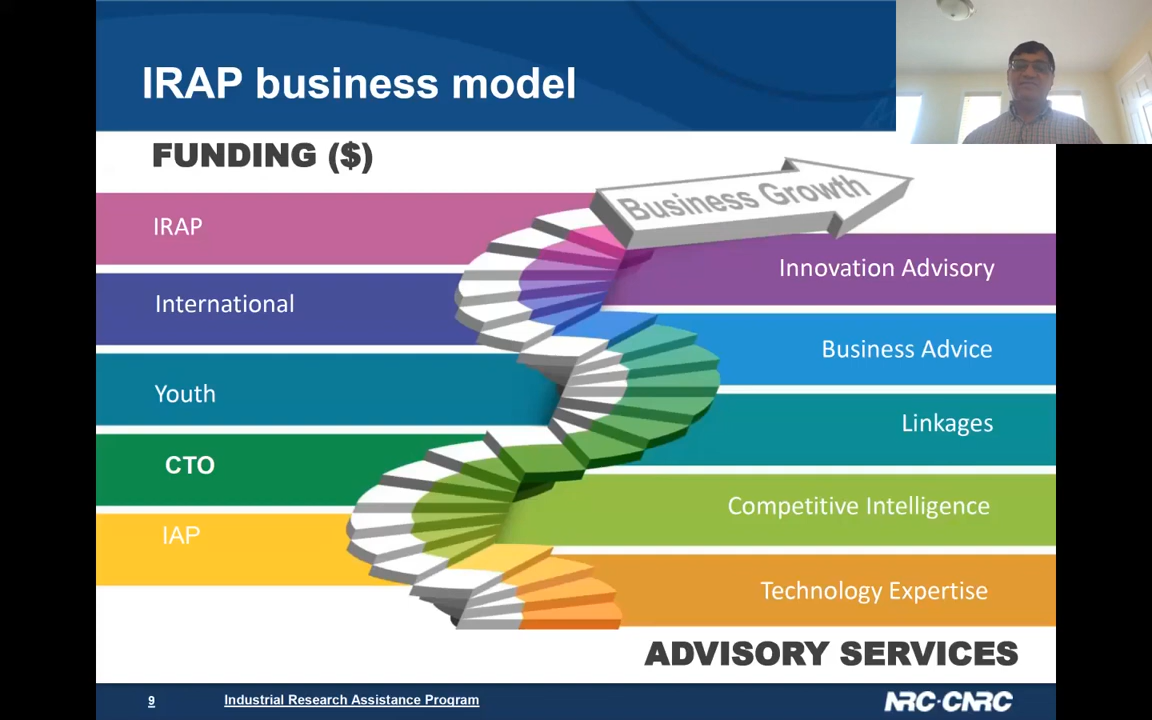 IRAP business model
FUNDING ($)
Business Growth
IRAP
Innovation Advisory
International
Business Advice
Youth
Linkages
CTO
Competitive Intelligence
IAP
Technology Expertise
ADVISORY SERVICES
9
Industrial Research Assistance Program
NRC·CNRC